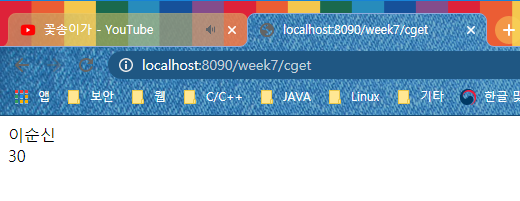 꽃송이가 - YouTube
localhost:8090/week7/cget
localhost:8090/week7/cget
앱 보안 웹 C/C++ JAVA Linux 기타 한글 맞
이순신
30